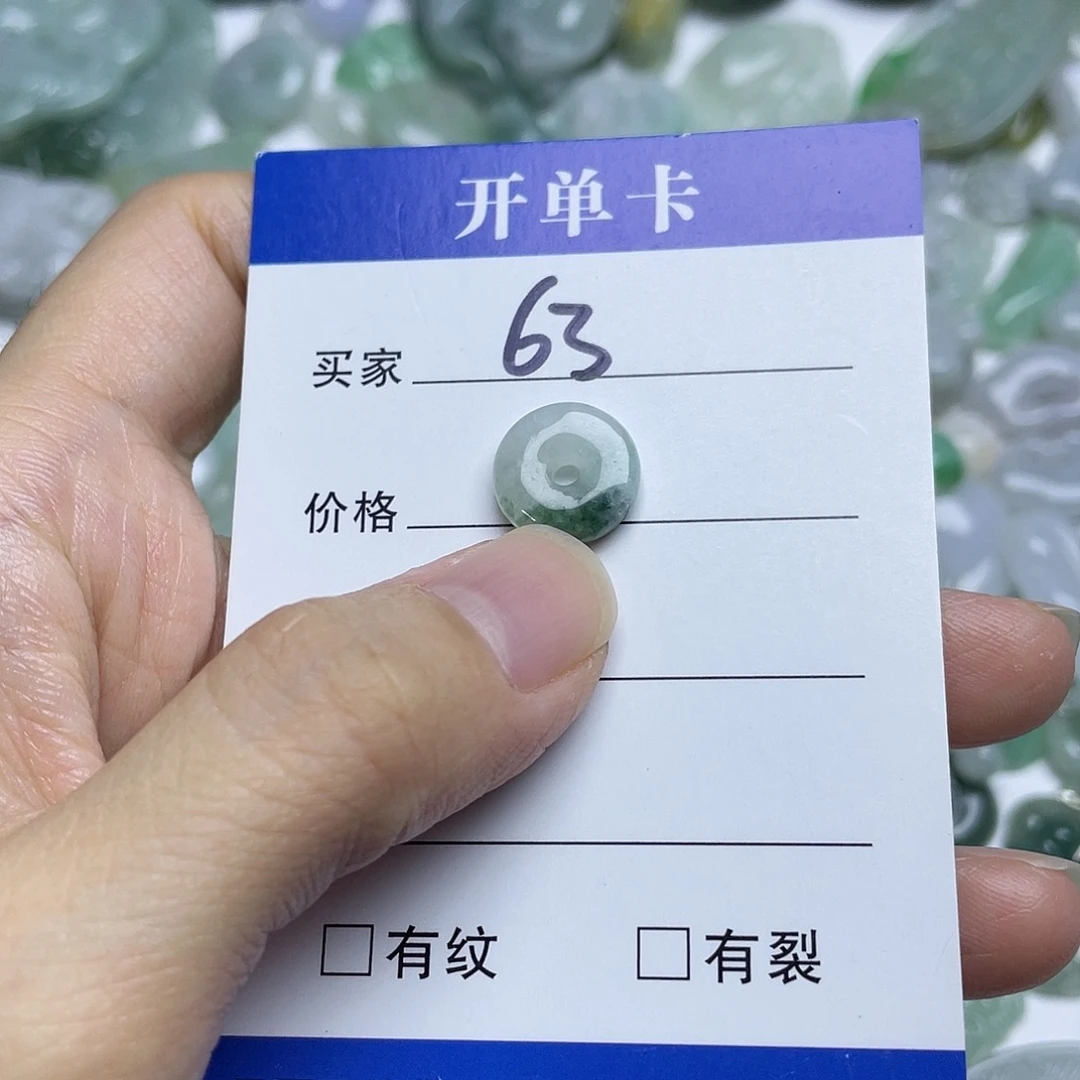 开单卡
买家 63
价格
有纹 有裂